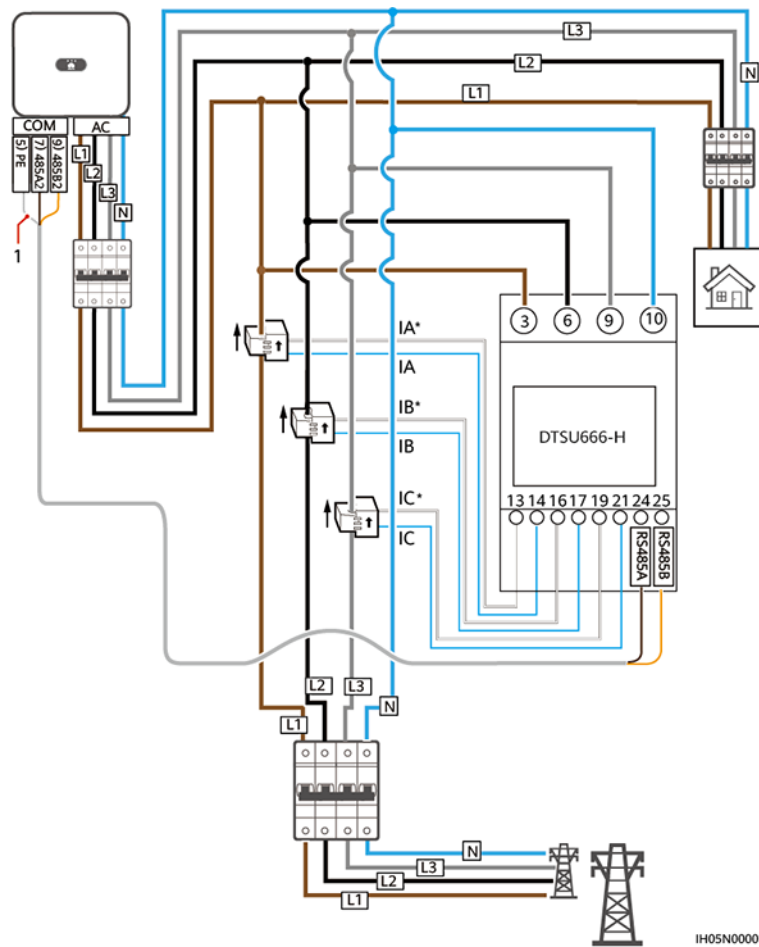 L3
L2
N
L1
COM
AC
5) PE
7) 485A2
9) 485B2
L1
L2
L3
N
1
3
6
9
10
IA*
IA
IB*
IB
IC*
IC
DTSU666-H
13 14 16 17 19 21 24 25
RS485A
RS485B
L2
L3
N
L1
N
L3
L2
L1
IH05N0000